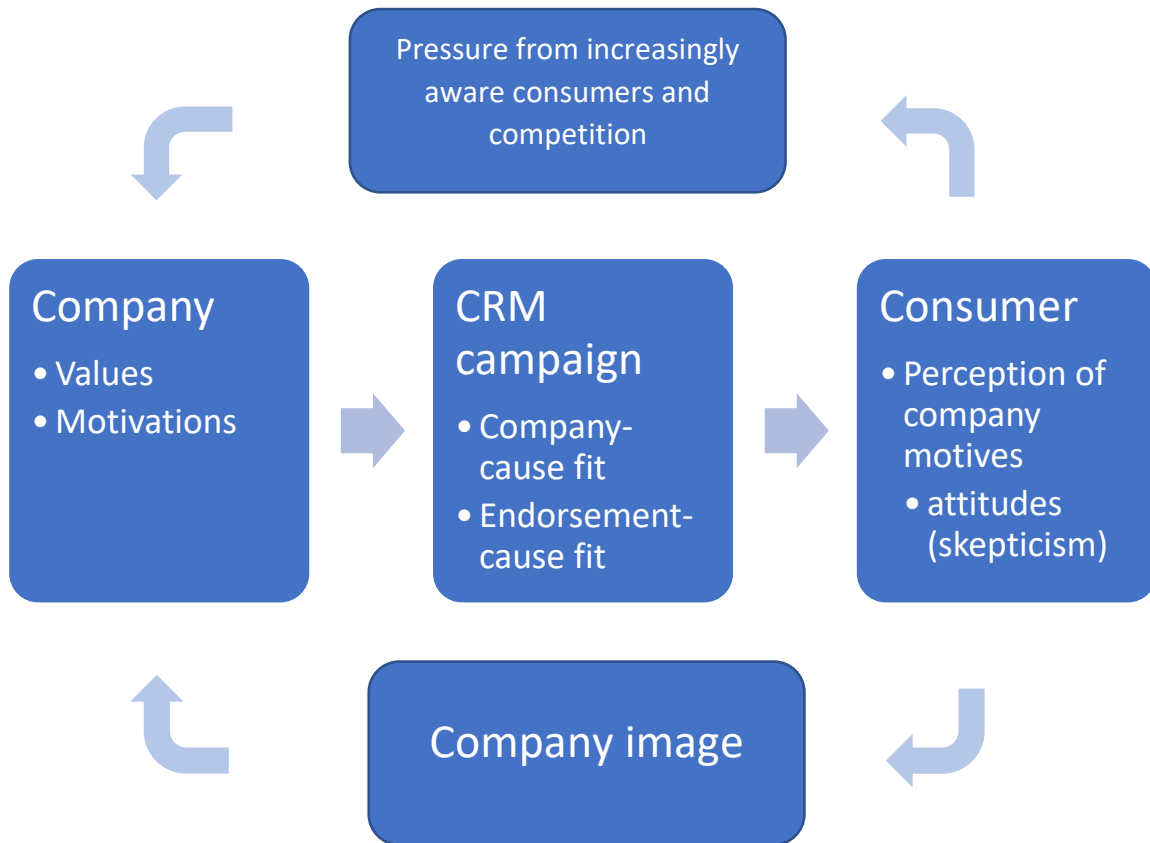 Pressure from increasingly
aware consumers and
competition
Company
• Values
• Motivations
CRM
campaign
• Company-
cause fit
• Endorsement-
cause fit
Consumer
• Perception of
company
motives
• attitudes
(skepticism)
Company image